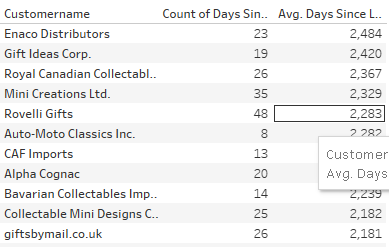 Customername Count of Days Sin.. Avg. Days Since L..
Enaco Distributors 23 2,484
Gift Ideas Corp. 19 2,420
Royal Canadian Collectabl.. 26 2,367
Mini Creations Ltd. 35 2,329
Rovelli Gifts 48 2,283
Auto-Moto Classics Inc. 8 2,282
CAF Imports 13
Customer
Alpha Cognac 20
Avg. Days
Bavarian Collectables Imp.. 14 2,239
Collectable Mini Designs C.. 25 2,182
giftsbymail.co.uk 26 2,181